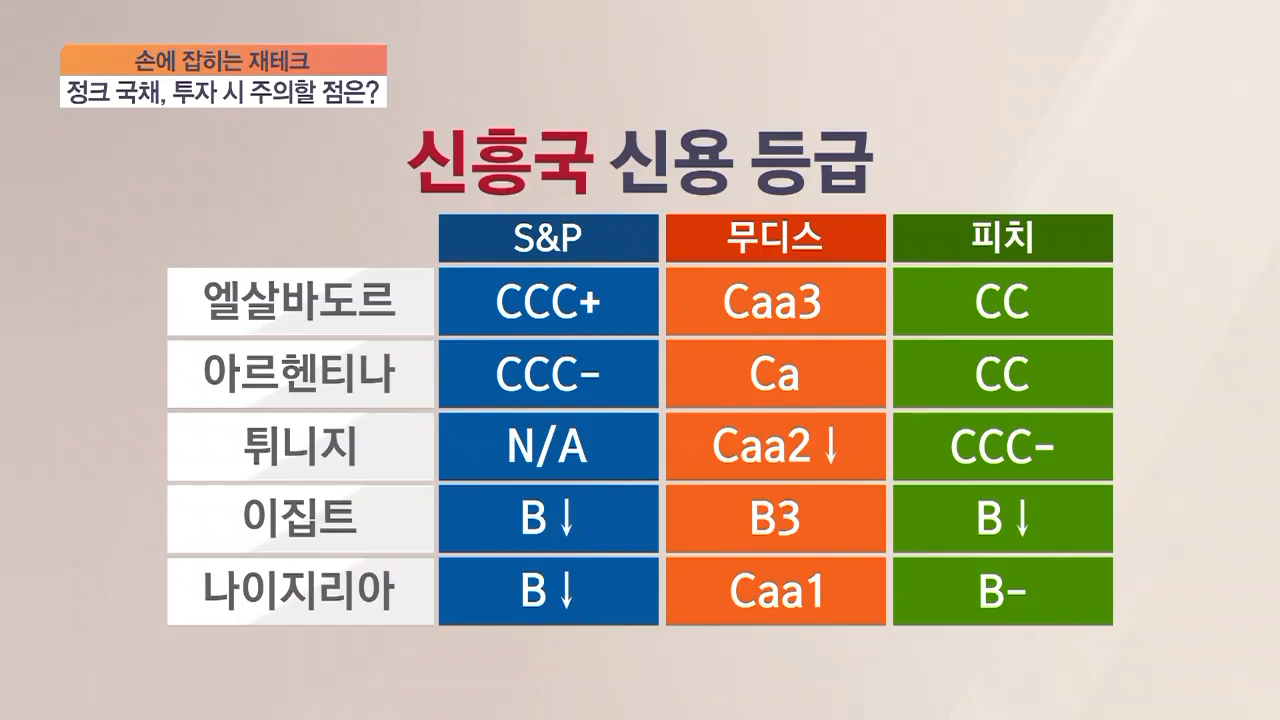 손에 잡히는 재테크
정크 국채, 투자 시 주의할 점은?
신흥국 신용 등급
S&P 무디스 피치
엘살바도르 CCC+ Caa3 CC
아르헨티나 CCC- Ca CC
튀니지 N/A Caa2↓ CCC-
이집트 B↓ B3 B↓
나이지리아 B↓ Caa1 B-